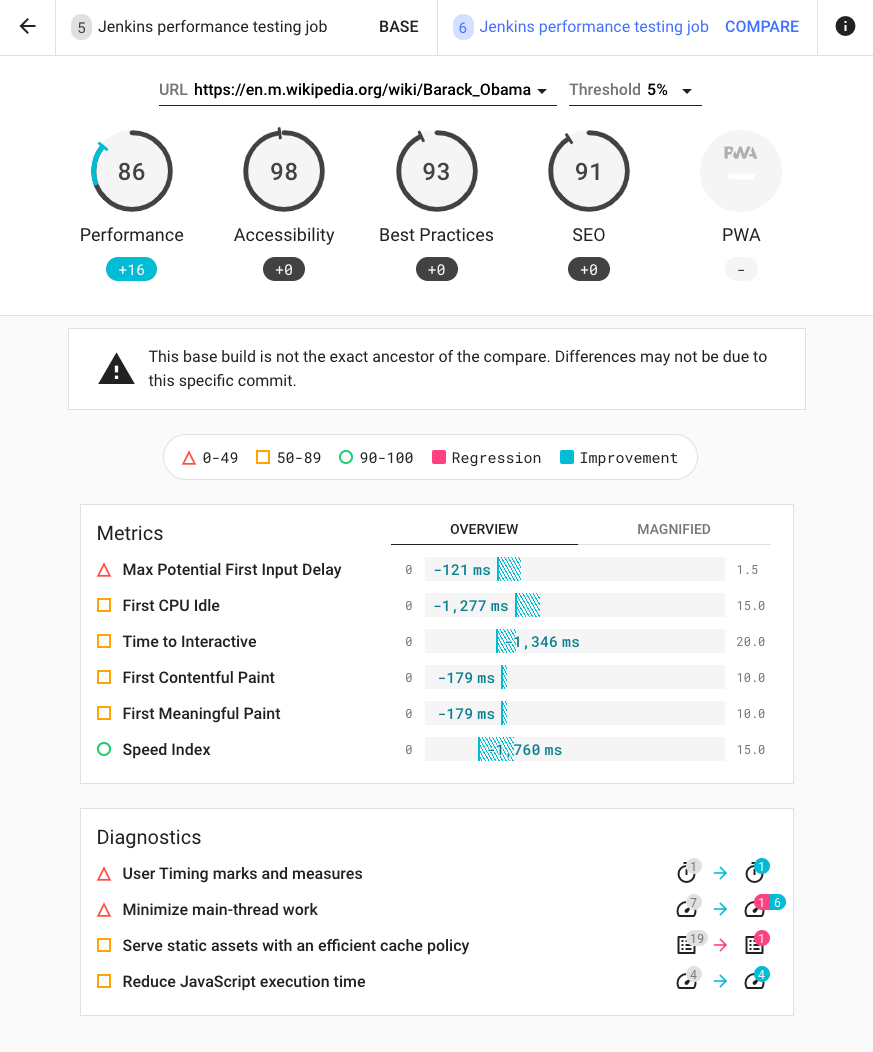 5 Jenkins performance testing job BASE 6 Jenkins performance testing job COMPARE i
URL https://en.m.wikipedia.org/wiki/Barack_Obama Threshold 5%
86 98 93 91 PWA
Performance Accessibility Best Practices SEO PWA
+16 +0 +0 +0 -
This base build is not the exact ancestor of the compare. Differences may not be due to
this specific commit.
0-49 50-89 90-100 Regression Improvement
Metrics OVERVIEW MAGNIFIED
Max Potential First Input Delay 0 -121 ms 1.5
First CPU Idle 0 -1,277 ms 15.0
Time to Interactive 0 -1,346 ms 20.0
First Contentful Paint 0 -179 ms 10.0
First Meaningful Paint 0 -179 ms 10.0
Speed Index 0 -1,760 ms 15.0
Diagnostics
User Timing marks and measures 1 1
Minimize main-thread work 7 1 6
Serve static assets with an efficient cache policy 19 1
Reduce JavaScript execution time 4 4